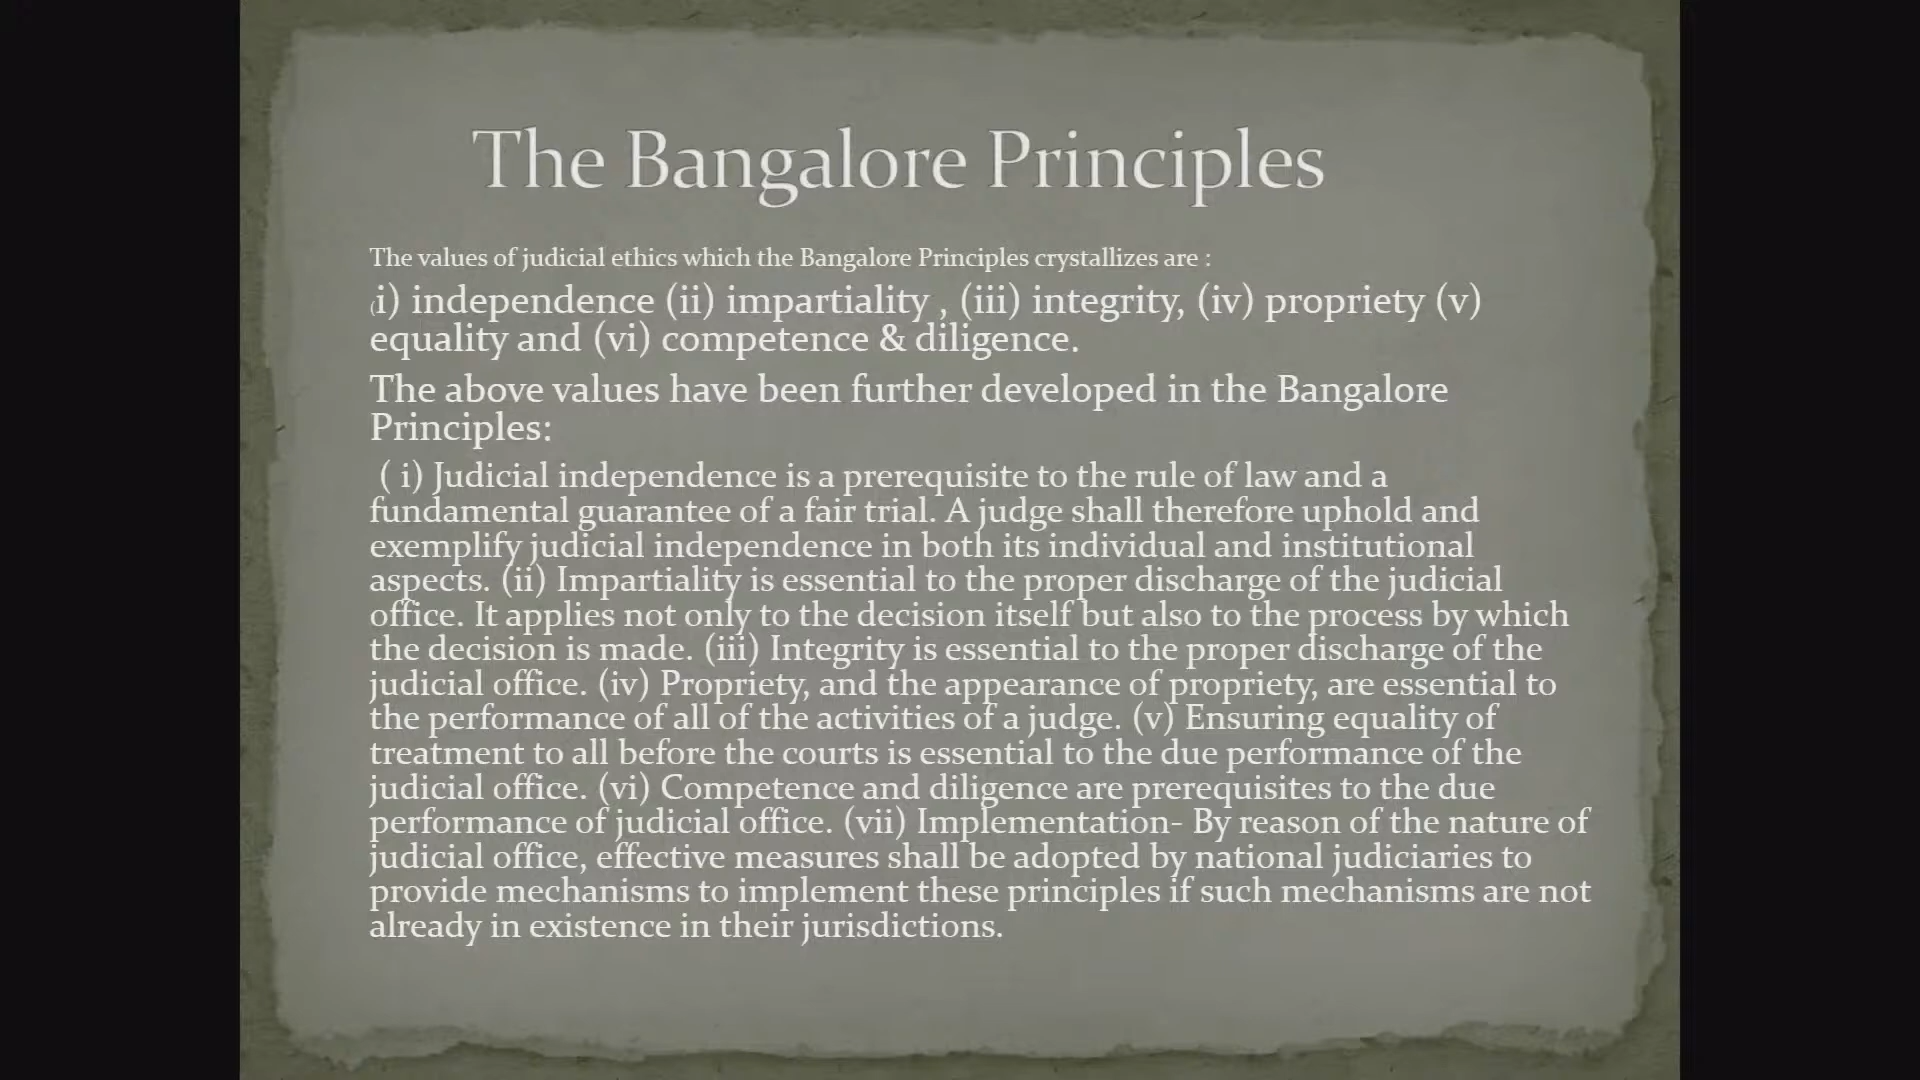 The Bangalore Principles
The values of judicial ethics which the Bangalore Principles crystallizes are :
(i) independence (ii) impartiality , (iii) integrity, (iv) propriety (v)
equality and (vi) competence & diligence.
The above values have been further developed in the Bangalore
Principles:
( i) Judicial independence is a prerequisite to the rule of law and a
fundamental guarantee of a fair trial. A judge shall therefore uphold and
exemplify judicial independence in both its individual and institutional
aspects. (ii) Impartiality is essential to the proper discharge of the judicial
office. It applies not only to the decision itself but also to the process by which
the decision is made. (iii) Integrity is essential to the proper discharge of the
judicial office. (iv) Propriety, and the appearance of propriety, are essential to
the performance of all of the activities of a judge. (v) Ensuring equality of
treatment to all before the courts is essential to the due performance of the
judicial office. (vi) Competence and diligence are prerequisites to the due
performance of judicial office. (vii) Implementation- By reason of the nature of
judicial office, effective measures shall be adopted by national judiciaries to
provide mechanisms to implement these principles if such mechanisms are not
already in existence in their jurisdictions.